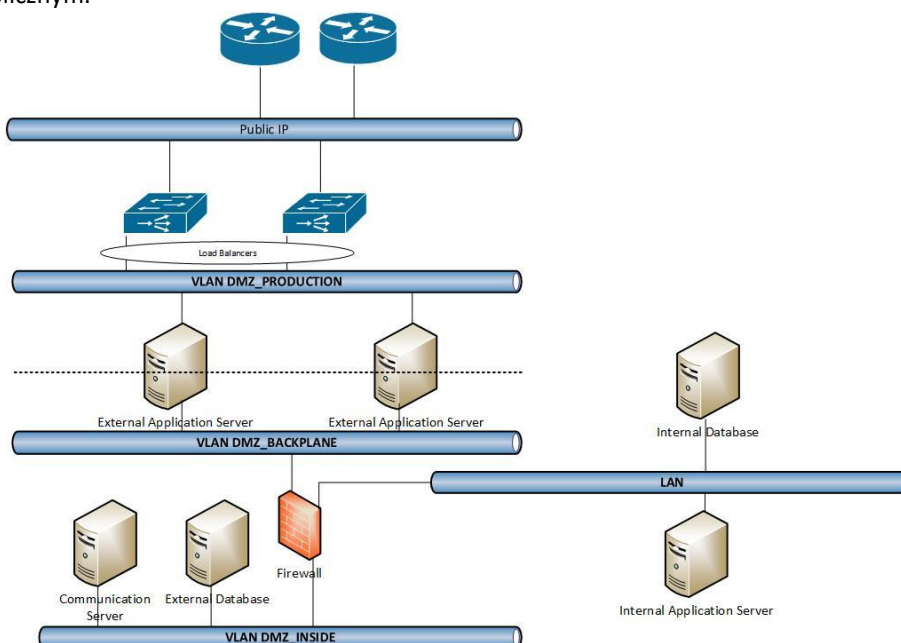 Public IP
Load Balancers
VLAN DMZ_PRODUCTION
External Application Server
External Application Server
Internal Database
VLAN DMZ_BACKPLANE
LAN
Firewall
Communication
Server
External Database
Internal Application Server
VLAN DMZ_INSIDE